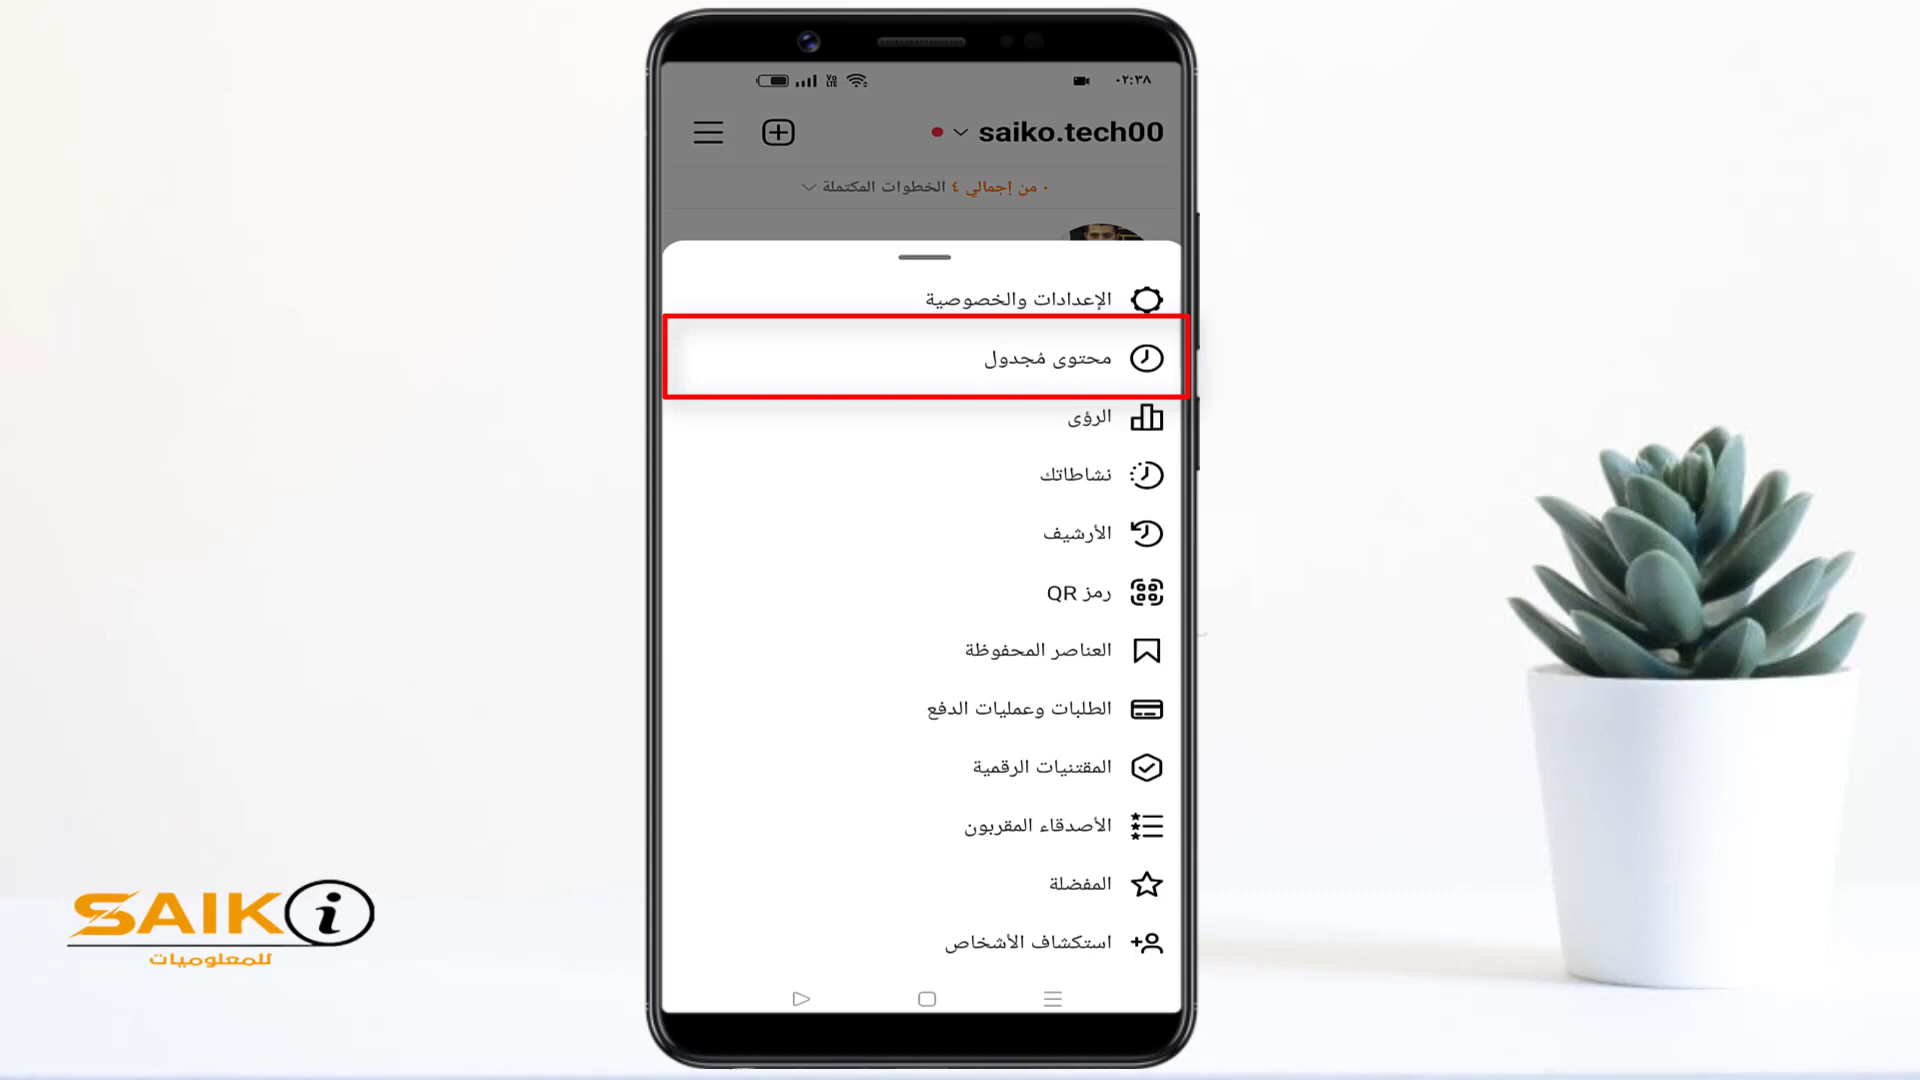 ٠٢:٣٨
saiko.tech00
٠ من إجمالي ٤ الخطوات المكتملة
الإعدادات والخصوصية
محتوى مُجدول
الرؤى
نشاطاتك
الأرشيف
رمز QR
العناصر المحفوظة
الطلبات وعمليات الدفع
المقتنيات الرقمية
الأصدقاء المقربون
المفضلة
استكشاف الأشخاص
SAIKi
للمعلوميات